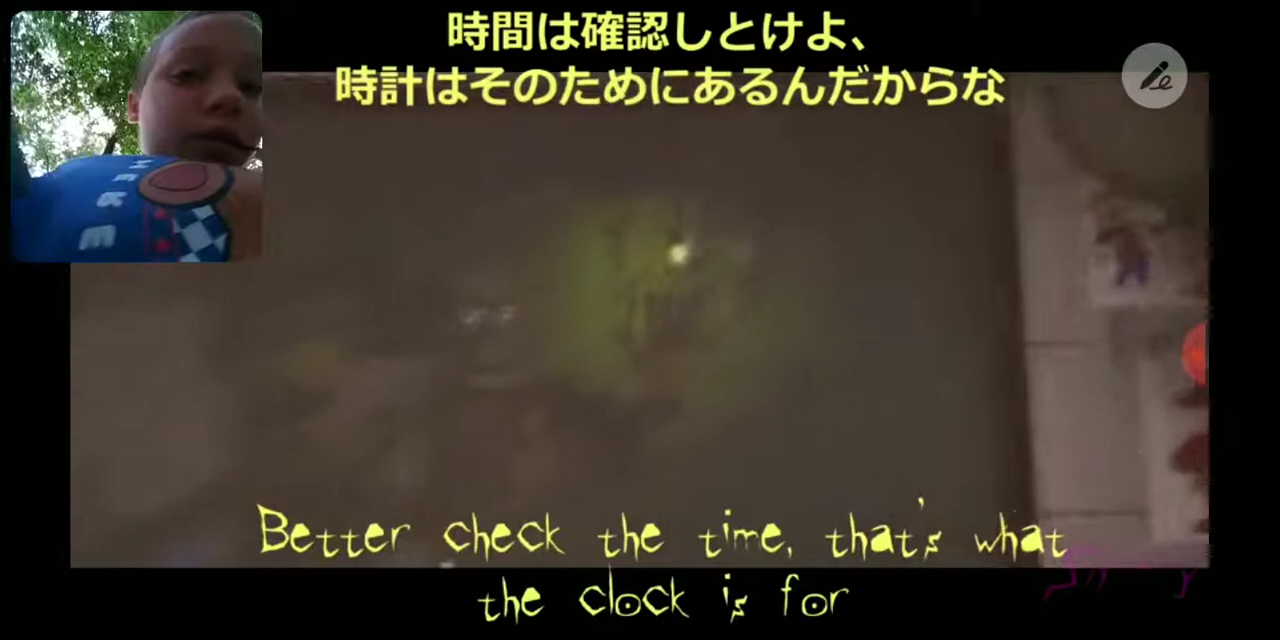 時間は確認しとけよ、
時計はそのためにあるんだからな
Better check the time, that's what
the clock is for